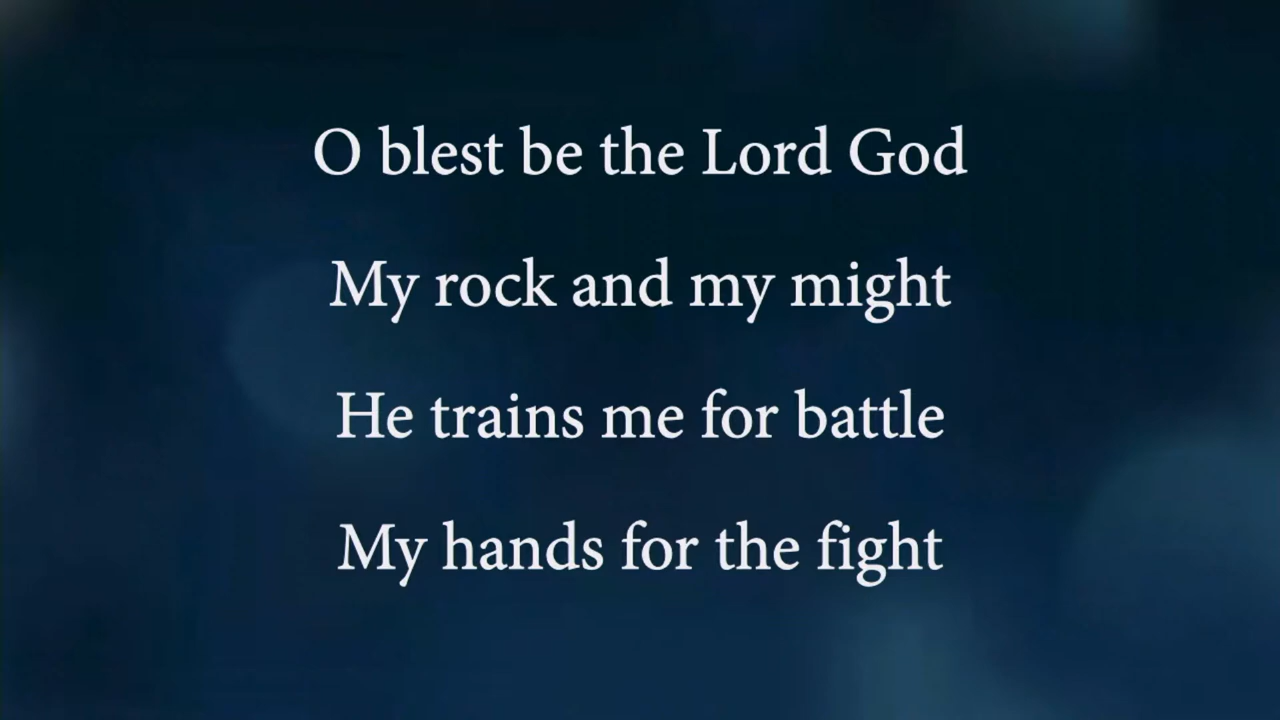 O blest be the Lord God
My rock and my might
He trains me for battle
My hands for the fight